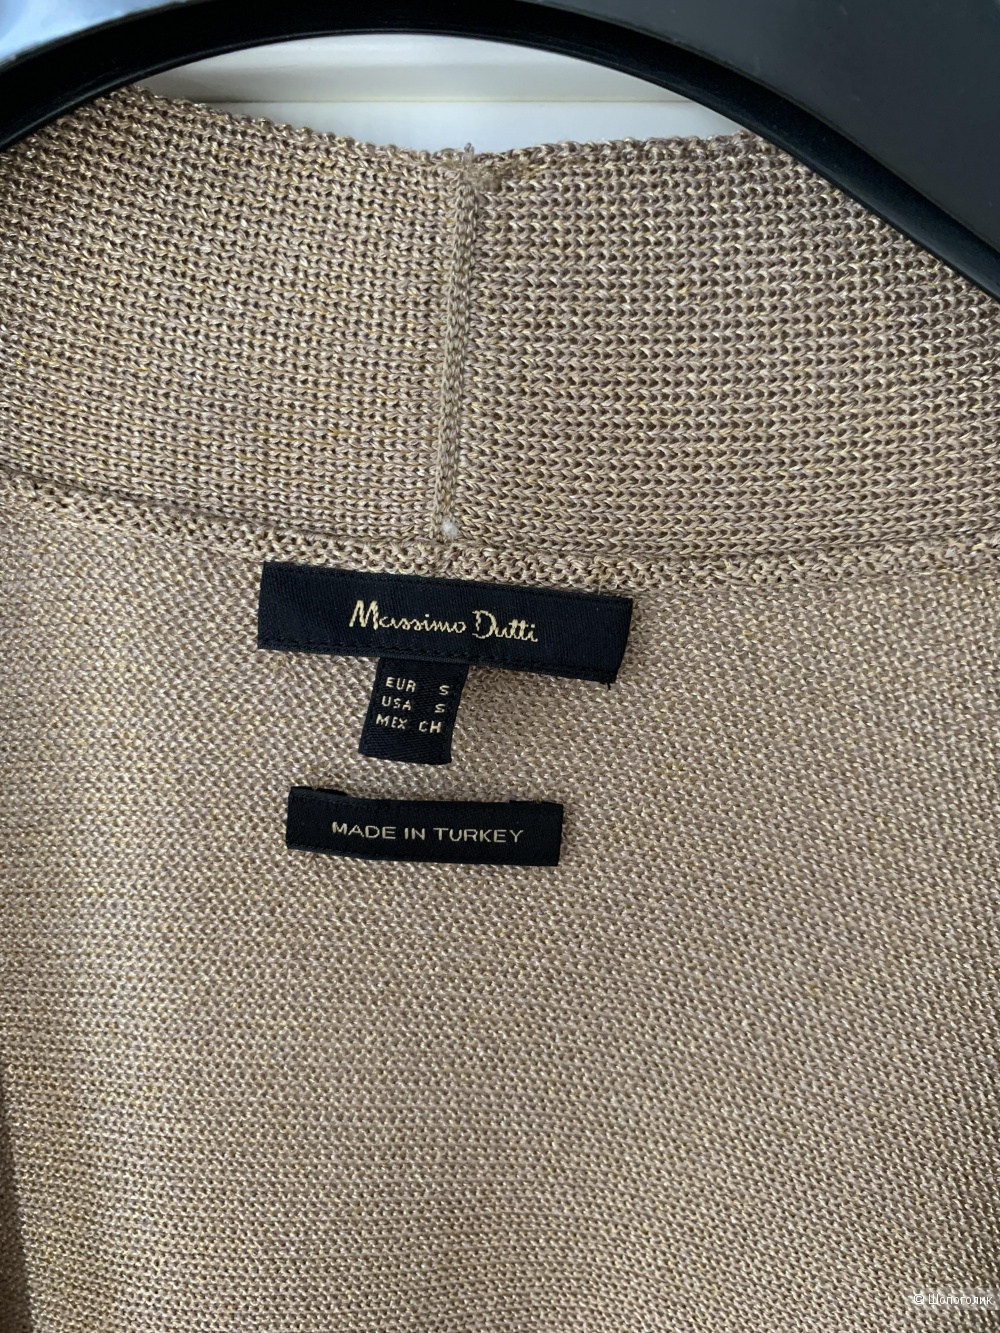 Massimo Dutti
EUR S
USA S
MEX CH
MADE IN TURKEY
© Шопоголик